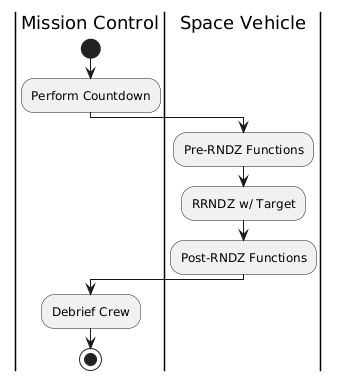 Mission Control
Space Vehicle
Perform Countdown
Pre-RNDZ Functions
RRNDZ w/ Target
Post-RNDZ Functions
Debrief Crew